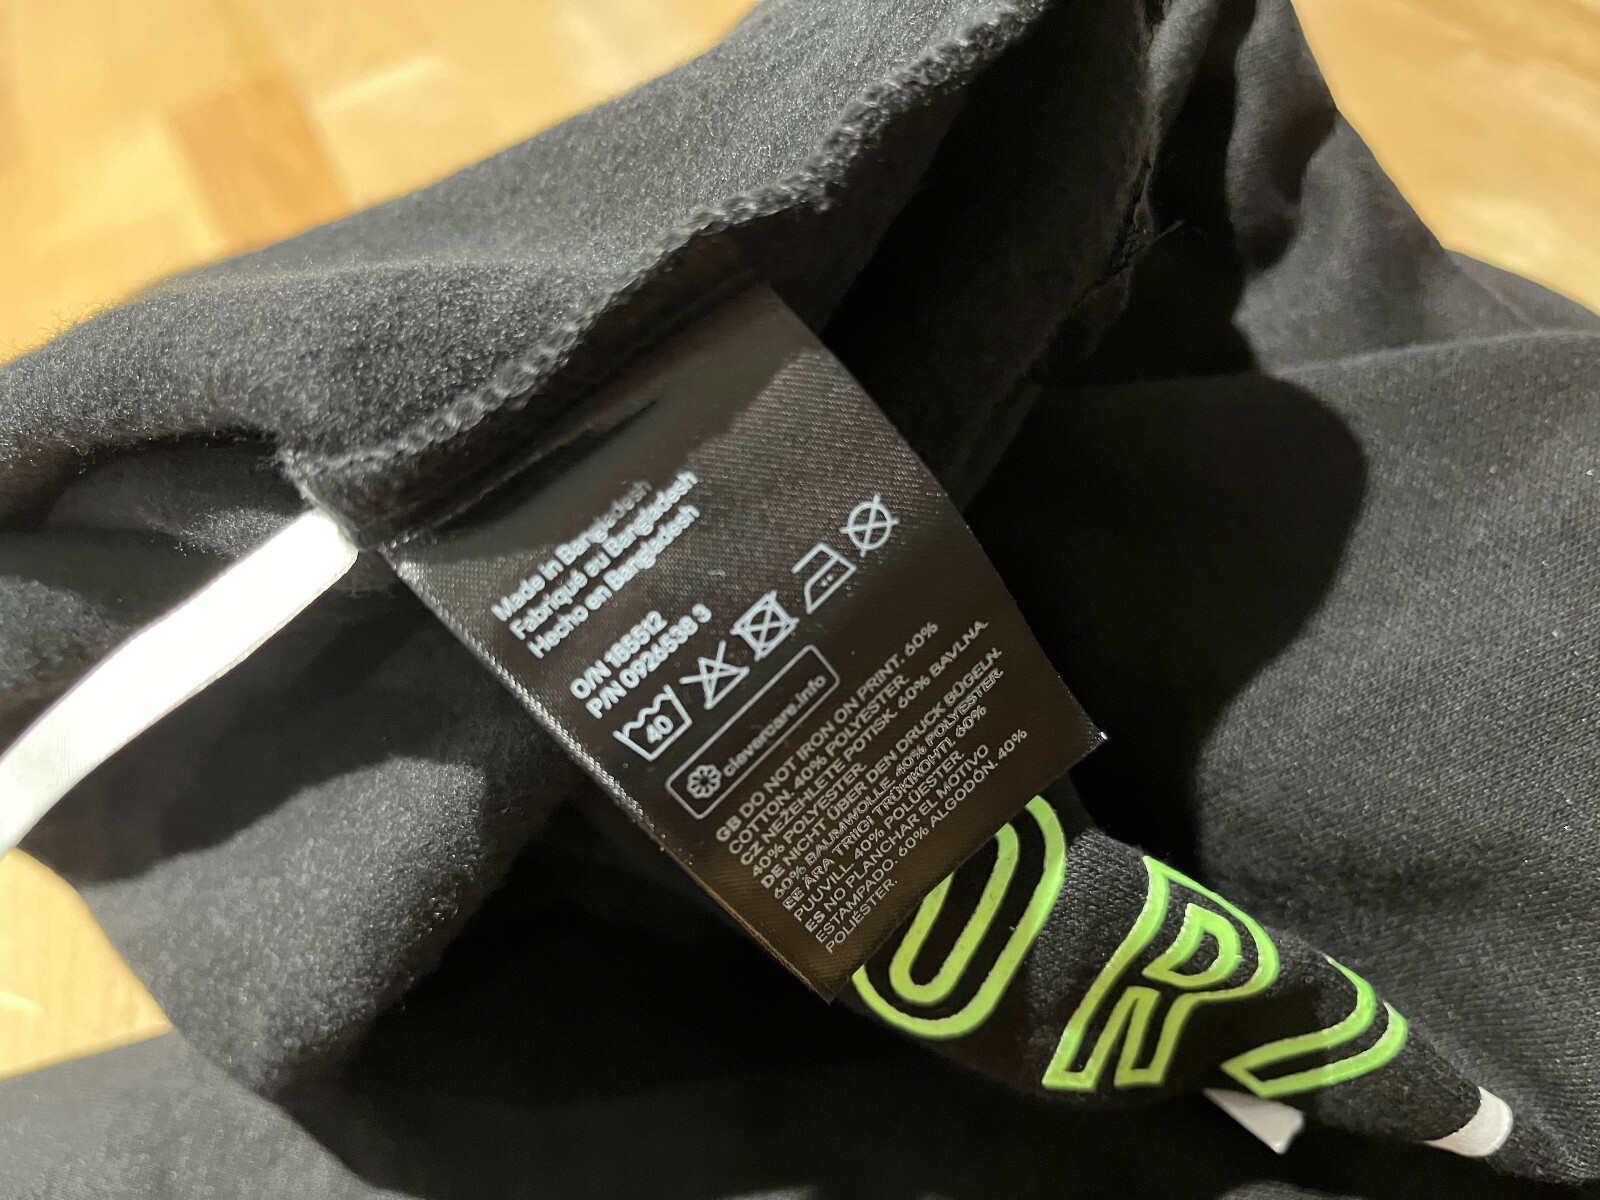 Made in Bangladesh
Fabriqué au Bangladesh
Hecho en Bangladesh
O/N 185512
P/N 0926538 3
40
clevercare.info
GB DO NOT IRON ON PRINT. 60%
COTTON. 40% POLYESTER.
CZ NEŽEHLETE POTISK. 60% BAVLNA.
40% POLYESTER.
DE NICHT ÜBER DEN DRUCK BÜGELN.
60% BAUMWOLLE. 40% POLYESTER.
EE ÄRA TRIIGI TRÜKIKOHTI. 60%
PUUVILL. 40% POLÜESTER.
ES NO PLANCHAR EL MOTIVO
ESTAMPADO. 60% ALGODÓN. 40%
POLIÉSTER.
OR